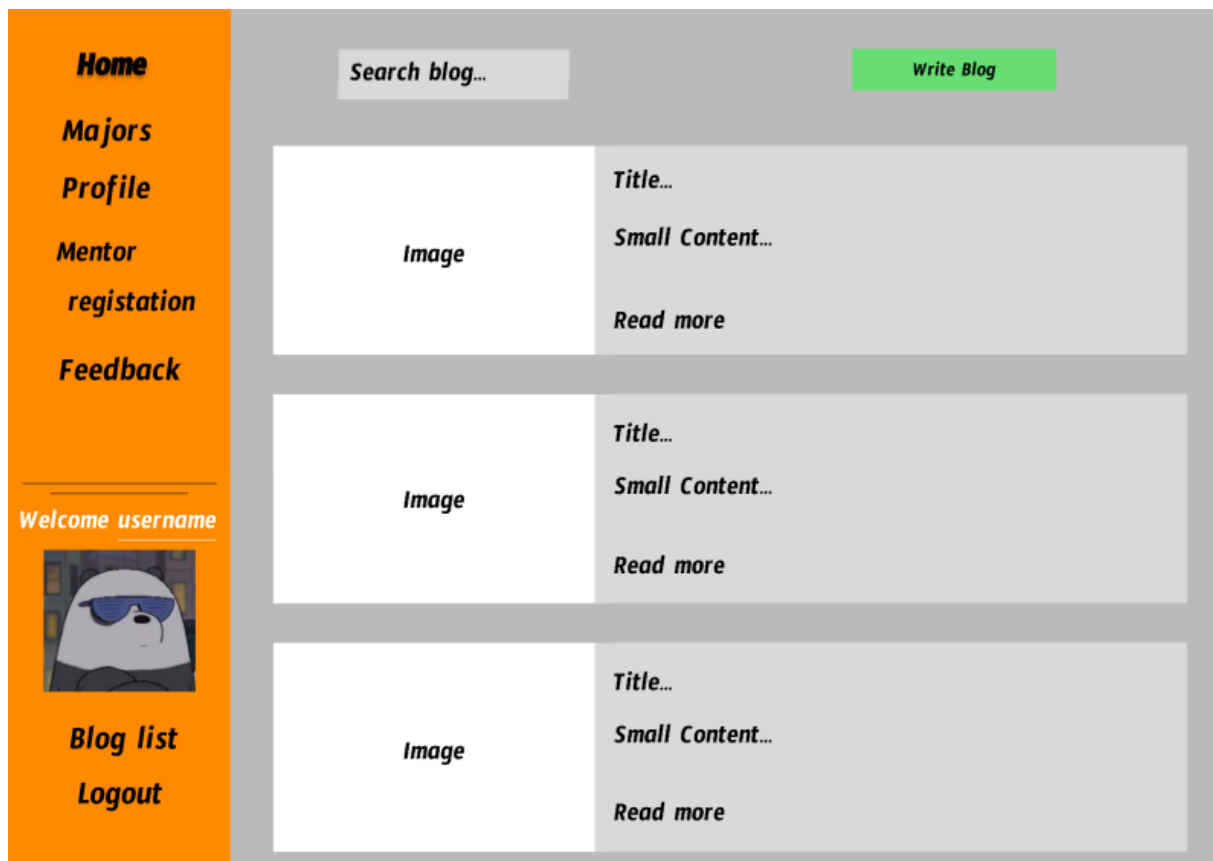 Home
Majors
Profile
Mentor
registation
Feedback
Welcome username
Blog list
Logout
Search blog...
Write Blog
Image
Title...
Small Content...
Read more
Image
Title...
Small Content...
Read more
Image
Title...
Small Content...
Read more